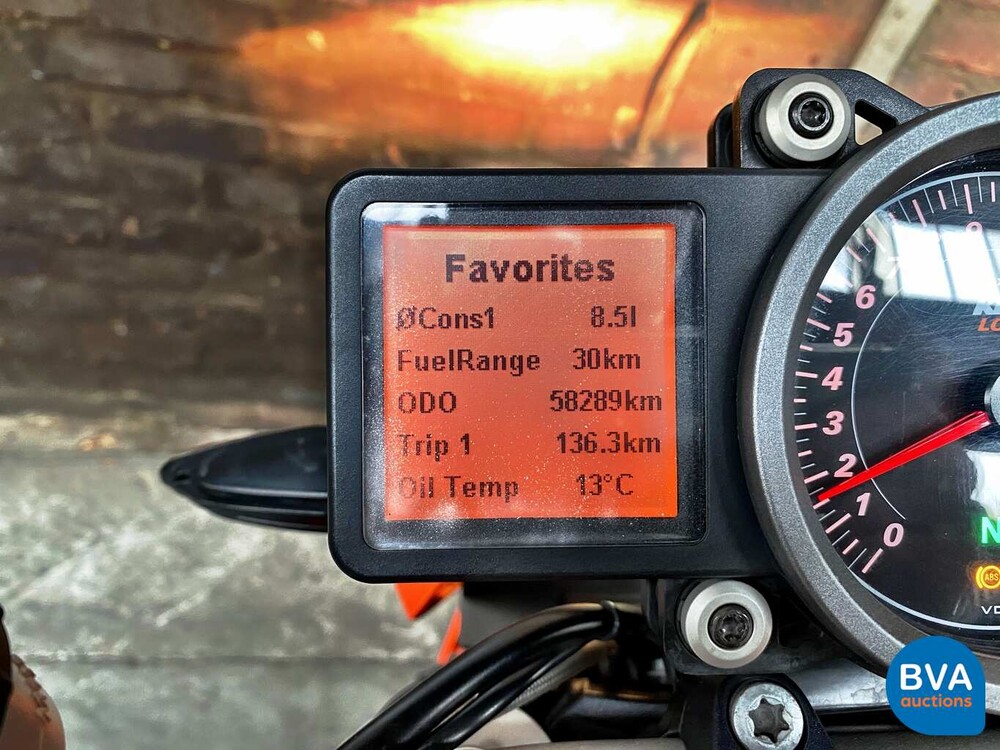 Favorites
ØCons1 8.5l
FuelRange 30km
ODO 58289km
Trip 1 136.3km
Oil Temp 13°C
6
5
4
3
2
1
0
N
ABS
BVA
auctions